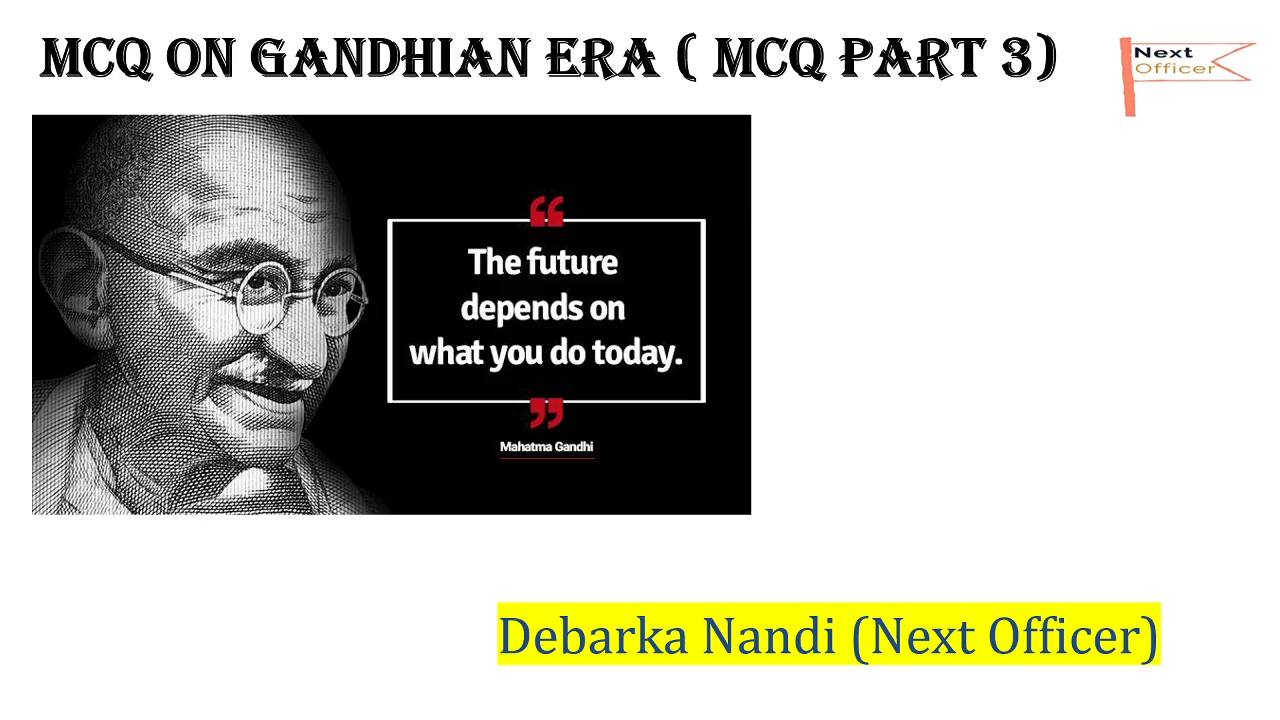 MCQ ON GANDHIAN ERA ( MCQ PART 3)
Next
Officer
“
The future
depends on
what you do today.
”
Mahatma Gandhi
Debarka Nandi (Next Officer)